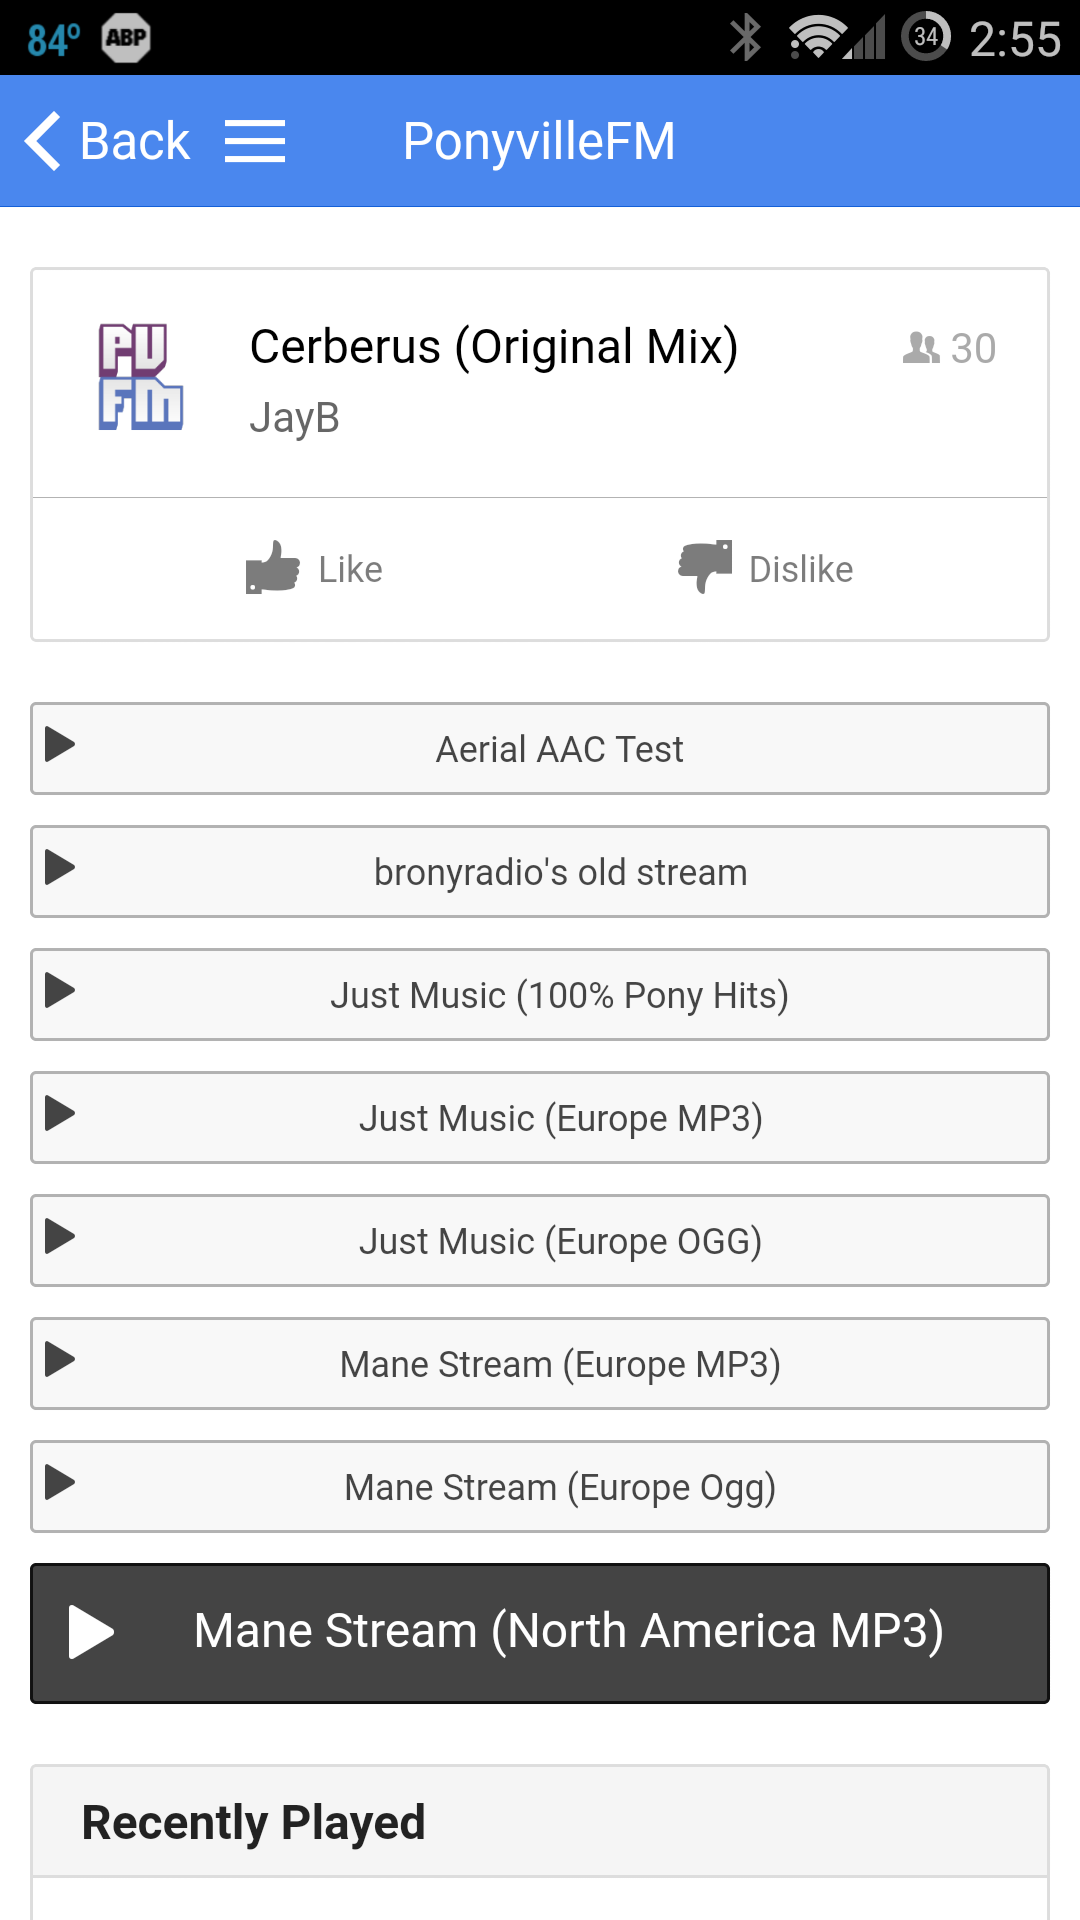 84° ABP 34 2:55
Back PonyvilleFM
PV
FM
Cerberus (Original Mix) 30
JayB
Like Dislike
Aerial AAC Test
bronyradio's old stream
Just Music (100% Pony Hits)
Just Music (Europe MP3)
Just Music (Europe OGG)
Mane Stream (Europe MP3)
Mane Stream (Europe Ogg)
Mane Stream (North America MP3)
Recently Played